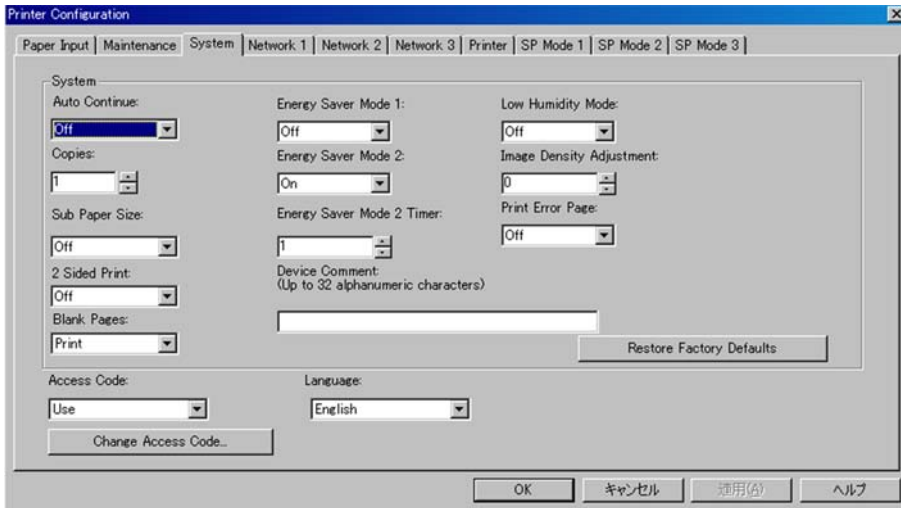 Printer Configuration
Paper Input Maintenance System Network 1 Network 2 Network 3 Printer SP Mode 1 SP Mode 2 SP Mode 3
System
Auto Continue:
Off
Copies:
1
Sub Paper Size:
Off
2 Sided Print:
Off
Blank Pages:
Print
Energy Saver Mode 1:
Off
Energy Saver Mode 2:
On
Energy Saver Mode 2 Timer:
1
Device Comment:
(Up to 32 alphanumeric characters)
Low Humidity Mode:
Off
Image Density Adjustment:
0
Print Error Page:
Off
Restore Factory Defaults
Access Code:
Use
Change Access Code...
Language:
English
OK キャンセル 適用(A) ヘルプ